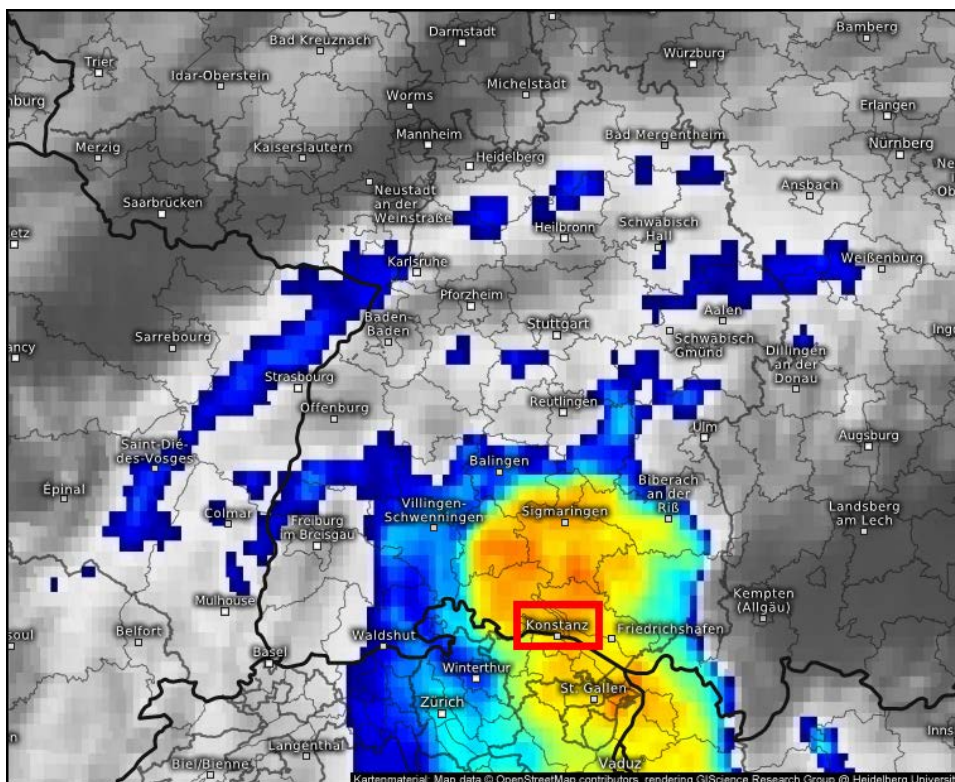 Bamberg
Darmstadt
Bad Kreuznach
Würzburg
Trier
Idar-Oberstein
Michelstadt
Worms
Erlangen
Mannheim
Bad Mergentheim
Merzig
Kaiserslautern
Nürnberg
Heidelberg
Neustadt
an der
Weinstraße
Ansbach
Saarbrücken
Schwäbisch
Hall
Heilbronn
Karlsruhe
Weißenburg
Pforzheim
Aalen
Baden-
Baden
Stuttgart
Sarrebourg
Schwäbisch
Gmünd
Dillingen
an der
Donau
Strasbourg
Offenburg
Reutlingen
Ulm
Augsburg
Saint-Dié-
des-Vosges
Balingen
Épinal
Biberach
an der
Riß
Villingen-
Schwenningen
Sigmaringen
Landsberg
am Lech
Colmar
Freiburg
im Breisgau
Kempten
(Allgäu)
Mulhouse
Belfort
Konstanz
Friedrichshafen
Waldshut
Basel
Winterthur
St. Gallen
Zürich
Langenthal
Biel/Bienne
Vaduz
Kartenmaterial: Map data © OpenStreetMap contributors, rendering GIScience Research Group @ Heidelberg Universit